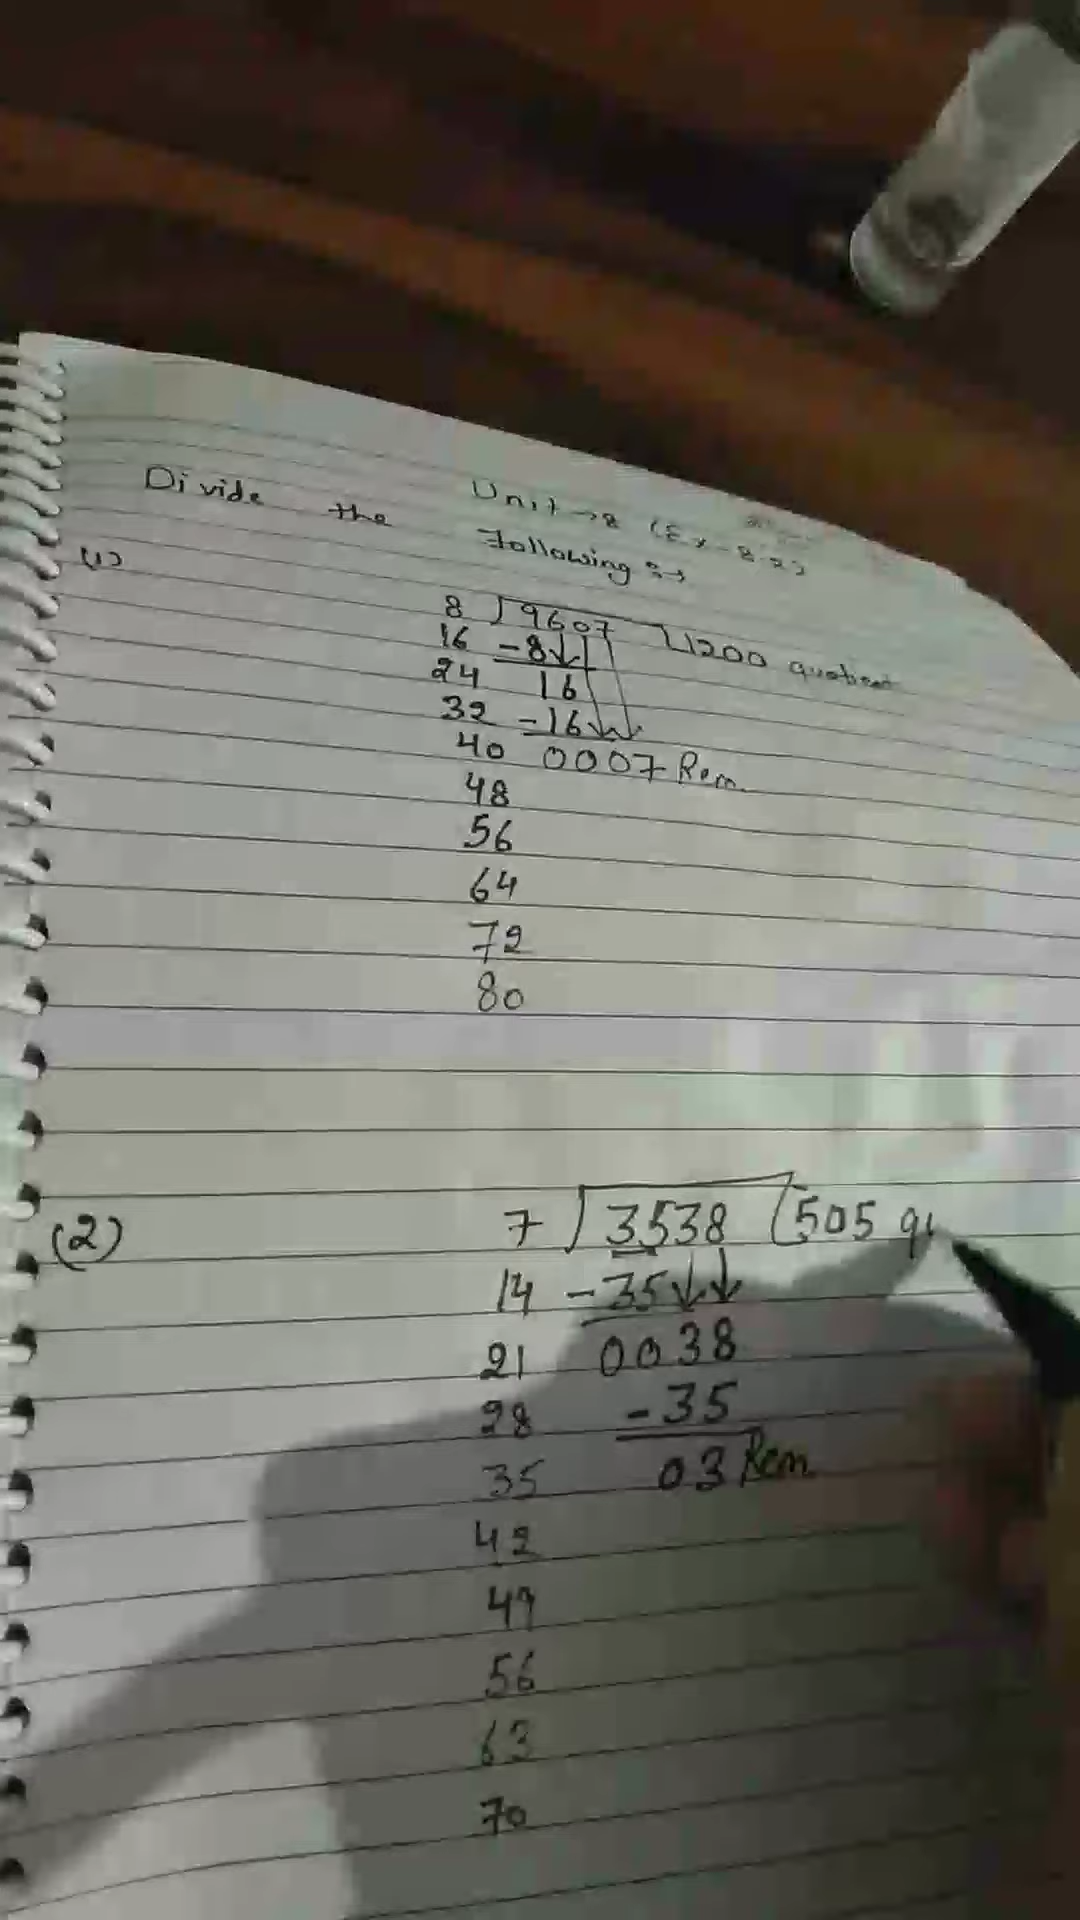 Unit → 8 (Ex - 8.2)
Divide the following :→
(1)
8 ) 9607 ( 1200 quotient
16 -8↓
24 16
32 -16↓↓
40 0007 Rem.
48
56
64
72
80
(2) 7 ) 3538 ( 505 qu
14 -35↓↓
21 0038
28 -35
35 03 Rem
42
49
56
63
70